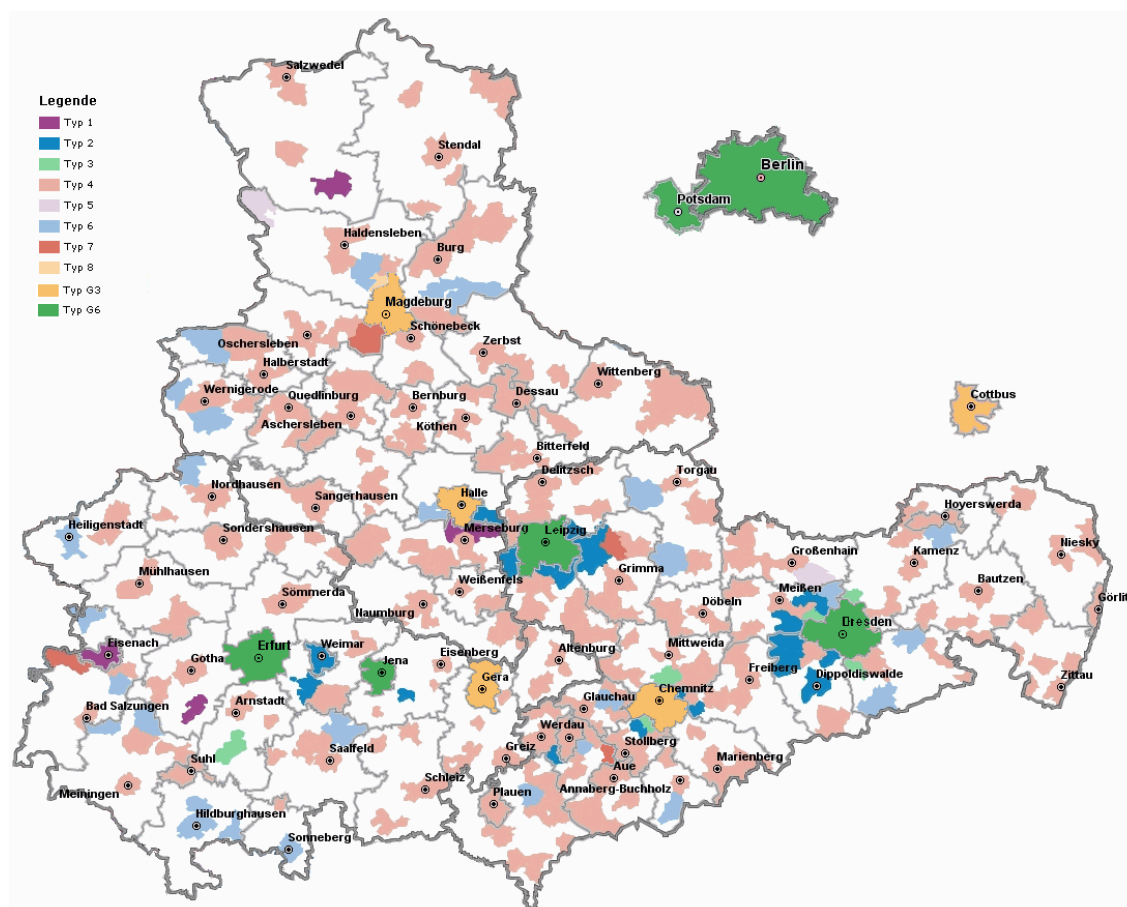 Salzwedel
Legende
Typ 1
Typ 2
Typ 3
Typ 4
Typ 5
Typ 6
Typ 7
Typ 8
Typ G3
Typ G6
Stendal
Berlin
Potsdam
Haldensleben
Burg
Magdeburg
Schönebeck
Oschersleben
Zerbst
Halberstadt
Wittenberg
Wernigerode
Quedlinburg
Bernburg
Dessau
Cottbus
Aschersleben
Köthen
Bitterfeld
Delitzsch
Torgau
Nordhausen
Sangerhausen
Halle
Hoyerswerda
Heiligenstadt
Sondershausen
Merseburg
Leipzig
Großenhain
Kamenz
Niesky
Mühlhausen
Weißenfels
Grimma
Bautzen
Sömmerda
Naumburg
Döbeln
Meißen
Görlit
Eisenach
Erfurt
Weimar
Jena
Eisenberg
Altenburg
Mittweida
Dresden
Gotha
Gera
Freiberg
Dippoldiswalde
Zittau
Bad Salzungen
Arnstadt
Glauchau
Chemnitz
Suhl
Saalfeld
Greiz
Werdau
Stollberg
Marienberg
Meiningen
Schleiz
Aue
Plauen
Annaberg-Buchholz
Hildburghausen
Sonneberg